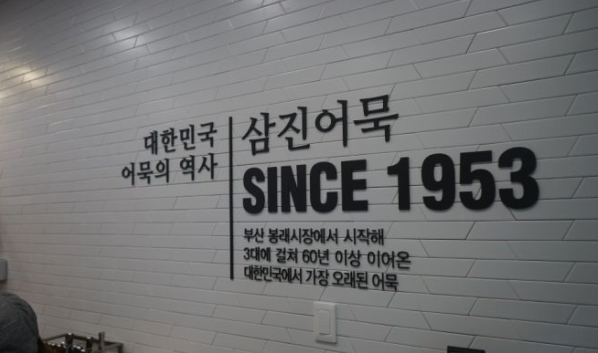 대한민국
어묵의 역사
삼진어묵
SINCE 1953
부산 봉래시장에서 시작해
3대에 걸쳐 60년 이상 이어온
대한민국에서 가장 오래된 어묵